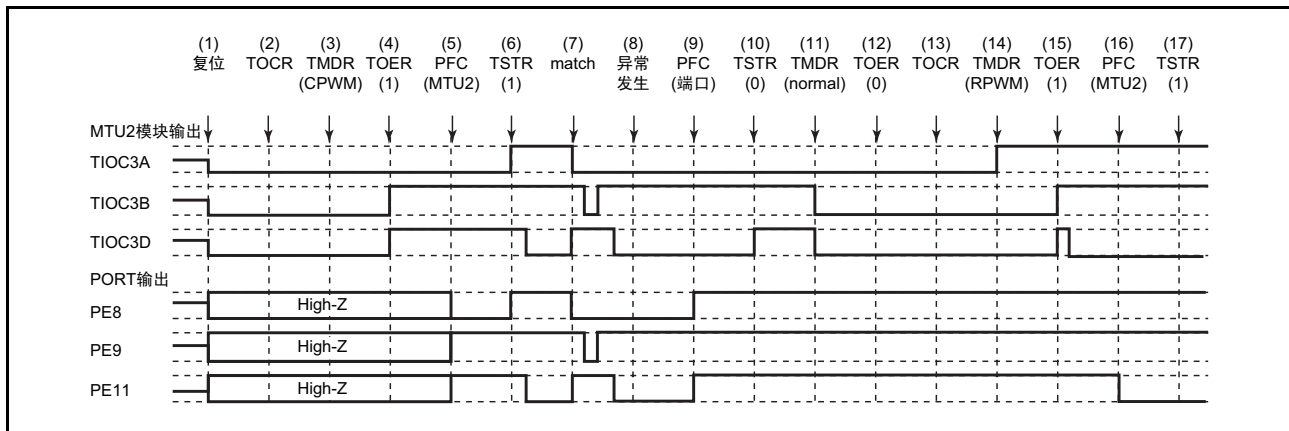 (1) (2) (3) (4) (5) (6) (7) (8) (9) (10) (11) (12) (13) (14) (15) (16) (17)
复位 TOCR TMDR TOER PFC TSTR match 异常 PFC TSTR TMDR TOER TOCR TMDR TOER PFC TSTR
(CPWM) (1) (MTU2) (1) 发生 (端口) (0) (normal) (0) (RPWM) (1) (MTU2) (1)
MTU2模块输出
TIOC3A
TIOC3B
TIOC3D
PORT输出
PE8 High-Z
PE9 High-Z
PE11 High-Z